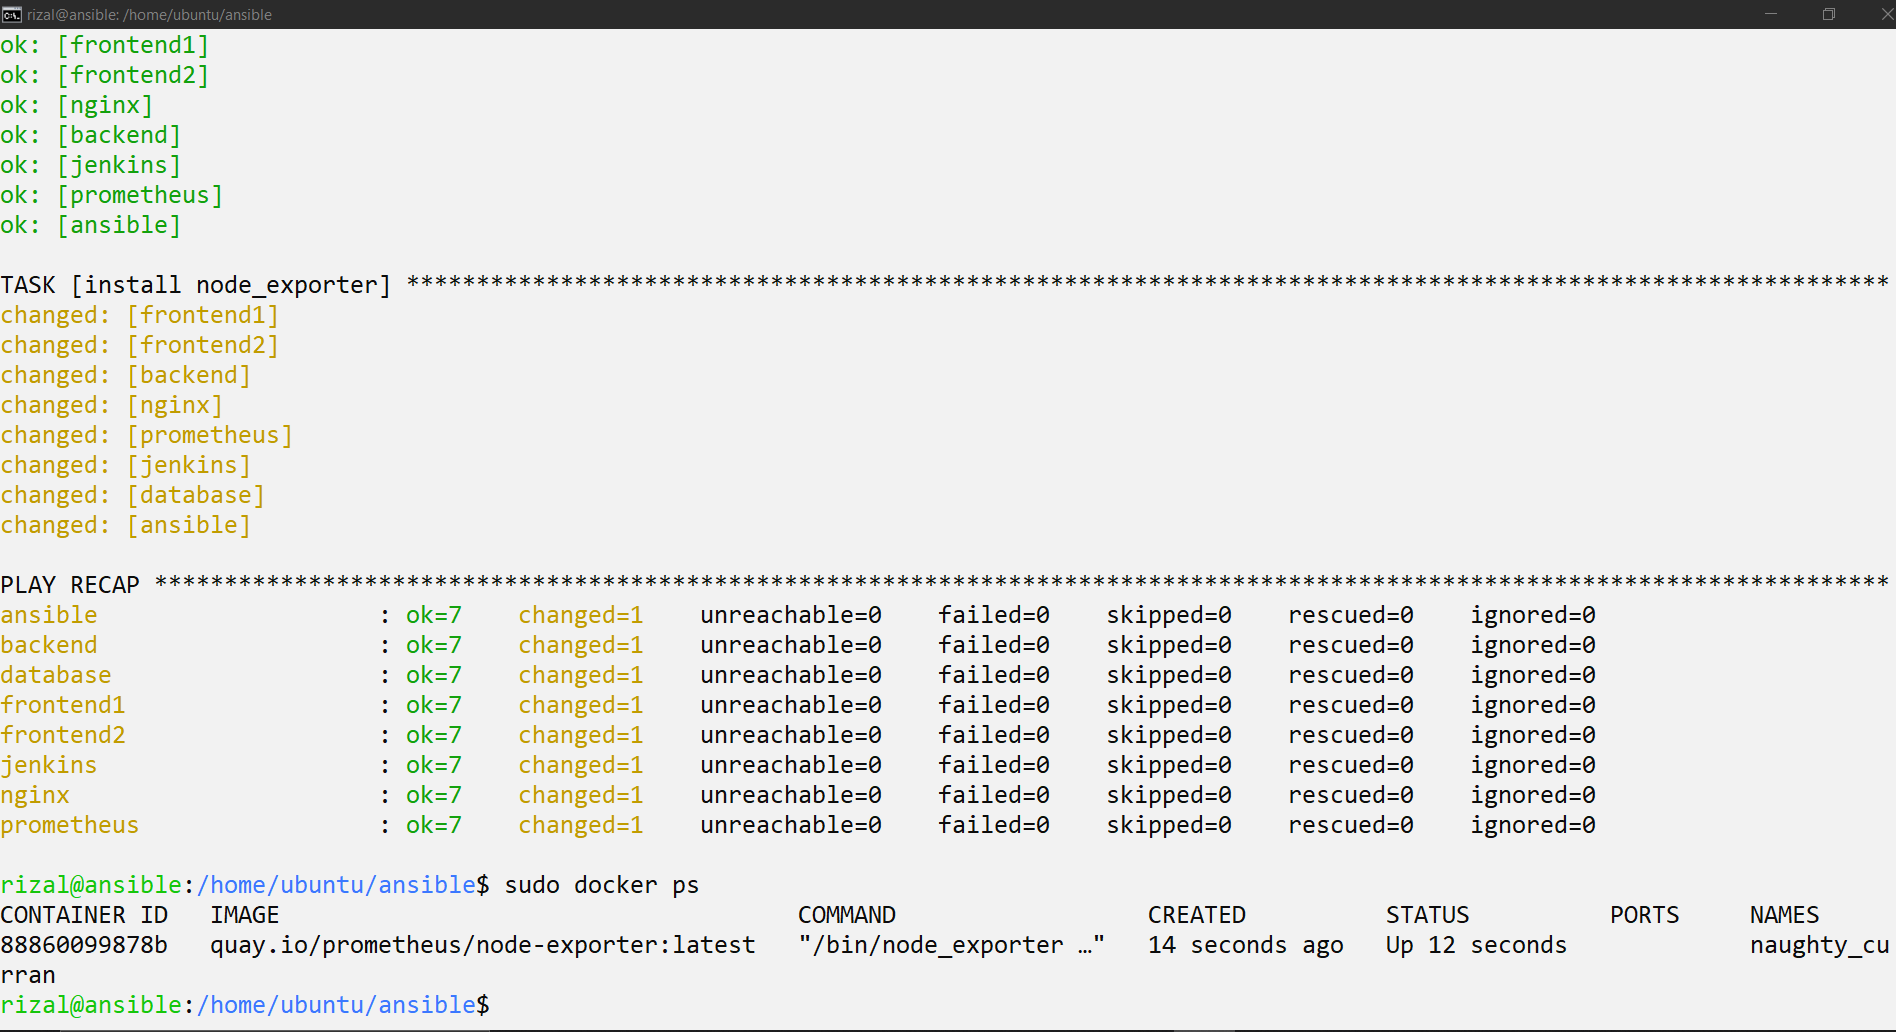 rizal@ansible: /home/ubuntu/ansible
ok: [frontend1]
ok: [frontend2]
ok: [nginx]
ok: [backend]
ok: [jenkins]
ok: [prometheus]
ok: [ansible]
TASK [install node_exporter] **********************************************************************************************************
changed: [frontend1]
changed: [frontend2]
changed: [backend]
changed: [nginx]
changed: [prometheus]
changed: [jenkins]
changed: [database]
changed: [ansible]
PLAY RECAP ****************************************************************************************************************************
ansible                    : ok=7    changed=1    unreachable=0    failed=0    skipped=0    rescued=0    ignored=0
backend                    : ok=7    changed=1    unreachable=0    failed=0    skipped=0    rescued=0    ignored=0
database                   : ok=7    changed=1    unreachable=0    failed=0    skipped=0    rescued=0    ignored=0
frontend1                  : ok=7    changed=1    unreachable=0    failed=0    skipped=0    rescued=0    ignored=0
frontend2                  : ok=7    changed=1    unreachable=0    failed=0    skipped=0    rescued=0    ignored=0
jenkins                    : ok=7    changed=1    unreachable=0    failed=0    skipped=0    rescued=0    ignored=0
nginx                      : ok=7    changed=1    unreachable=0    failed=0    skipped=0    rescued=0    ignored=0
prometheus                 : ok=7    changed=1    unreachable=0    failed=0    skipped=0    rescued=0    ignored=0
rizal@ansible:/home/ubuntu/ansible$ sudo docker ps
CONTAINER ID   IMAGE                                     COMMAND                  CREATED          STATUS          PORTS     NAMES
88860099878b   quay.io/prometheus/node-exporter:latest   "/bin/node_exporter …"   14 seconds ago   Up 12 seconds             naughty_cu
rran
rizal@ansible:/home/ubuntu/ansible$